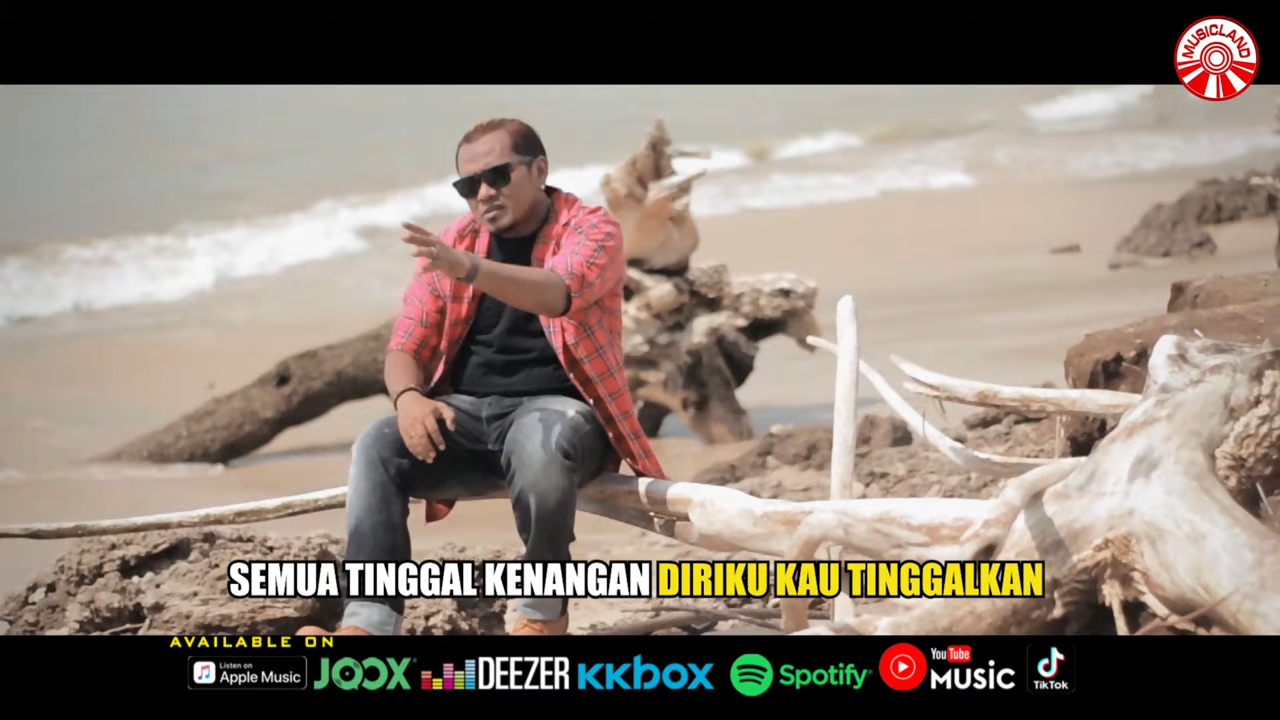 MUSICLAND
SEMUA TINGGAL KENANGAN DIRIKU KAU TINGGALKAN
AVAILABLE ON
Listen on
Apple Music
JOOX
DEEZER
KKBOX
Spotify
YouTube
MUSIC
TikTok